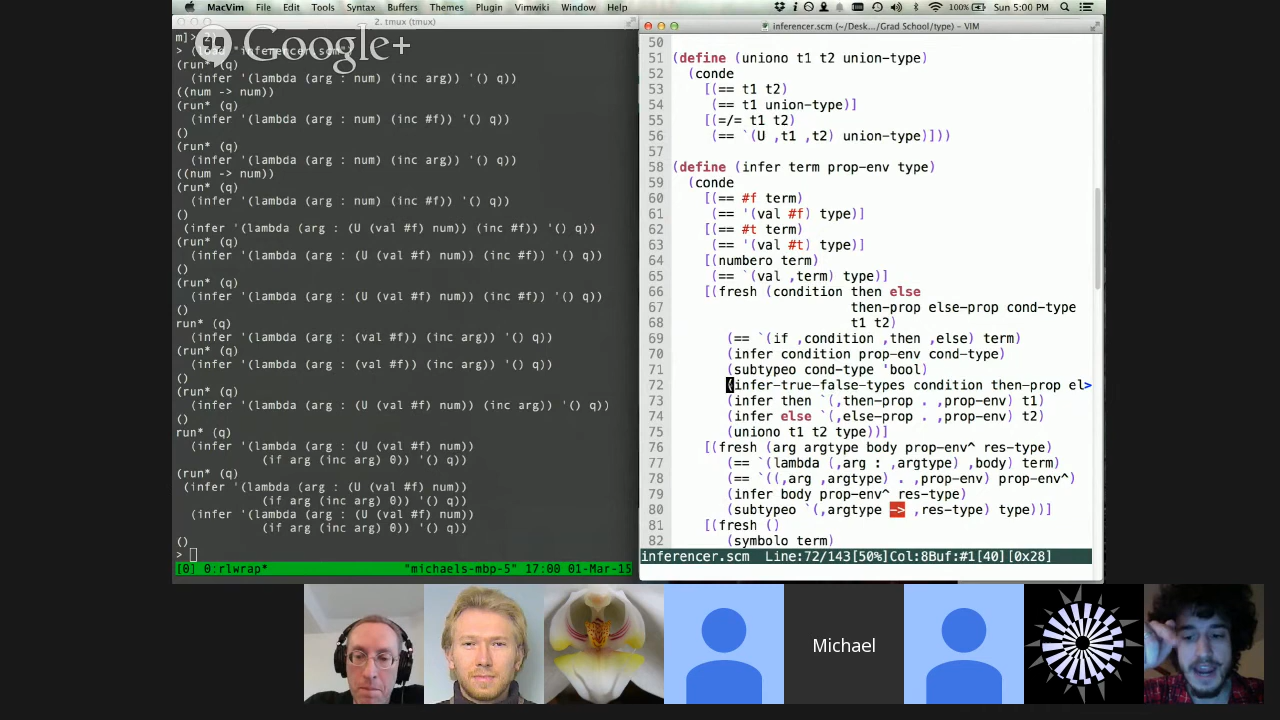 MacVim File Edit Tools Syntax Buffers Themes Plugin Vimwiki Window Help 100% Sun 5:00 PM
2. tmux (tmux)
Google+
(run* (q)
(infer '(lambda (arg : num) (inc arg)) '() q))
((num -> num))
(run* (q)
(infer '(lambda (arg : num) (inc #f)) '() q))
()
(run* (q)
(infer '(lambda (arg : num) (inc arg)) '() q))
((num -> num))
(run* (q)
(infer '(lambda (arg : num) (inc arg)) '() q))
()
(infer '(lambda (arg : (U (val #f) num)) (inc #f)) '() q))
(run* (q)
(infer '(lambda (arg : (U (val #f) num)) (inc #f)) '() q))
()
(run* (q)
(infer '(lambda (arg : (U (val #f) num)) (inc #f)) '() q))
()
run* (q)
(infer '(lambda (arg : (val #f)) (inc arg)) '() q))
(run* (q)
(infer '(lambda (arg : (val #f)) (inc arg)) '() q))
()
(run* (q)
(infer '(lambda (arg : (U (val #f) num)) (inc arg)) '() q))
()
run* (q)
(infer '(lambda (arg : (U (val #f) num))
(if arg (inc arg) 0)) '() q))
(run* (q)
(infer '(lambda (arg : (U (val #f) num))
(if arg (inc arg) 0)) '() q))
(infer '(lambda (arg : (U (val #f) num))
(if arg (inc arg) 0)) '() q))
()
>
[0] 0:rlwrap* "michaels-mbp-5" 17:00 01-Mar-15
inferencer.scm (~/Desk.../Grad School/type) - VIM
50
51 (define (uniono t1 t2 union-type)
52 (conde
53 [(== t1 t2)
54 (== t1 union-type)]
55 [(=/= t1 t2)
56 (== `(U ,t1 ,t2) union-type)]))
57
58 (define (infer term prop-env type)
59 (conde
60 [(== #f term)
61 (== '(val #f) type)]
62 [(== #t term)
63 (== '(val #t) type)]
64 [(numbero term)
65 (== `(val ,term) type)]
66 [(fresh (condition then else
67 then-prop else-prop cond-type
68 t1 t2)
69 (== `(if ,condition ,then ,else) term)
70 (infer condition prop-env cond-type)
71 (subtypeo cond-type 'bool)
72 (infer-true-false-types condition then-prop el>
73 (infer then `(,then-prop . ,prop-env) t1)
74 (infer else `(,else-prop . ,prop-env) t2)
75 (uniono t1 t2 type))]
76 [(fresh (arg argtype body prop-env^ res-type)
77 (== `(lambda (,arg : ,argtype) ,body) term)
78 (== `((,arg ,argtype) . ,prop-env) prop-env^)
79 (infer body prop-env^ res-type)
80 (subtypeo `(,argtype -> ,res-type) type))]
81 [(fresh ()
82 (symbolo term)
inferencer.scm Line:72/143[50%]Col:8Buf:#1[40][0x28]
Michael